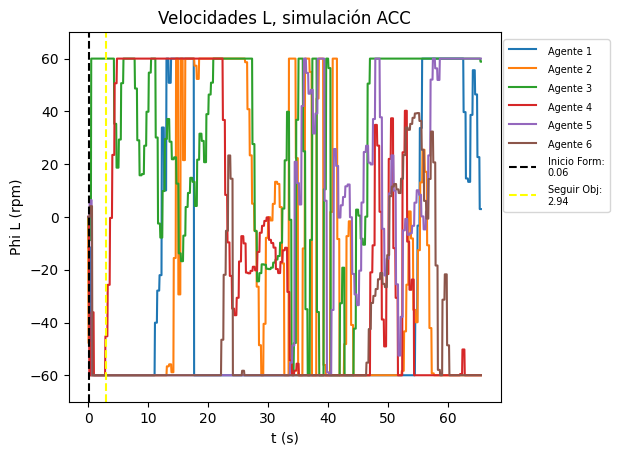 Velocidades L, simulación ACC
Phi L (rpm)
60
40
20
0
−20
−40
−60
0
10
20
30
40
50
60
t (s)
Agente 1
Agente 2
Agente 3
Agente 4
Agente 5
Agente 6
Inicio Form:
0.06
Seguir Obj:
2.94